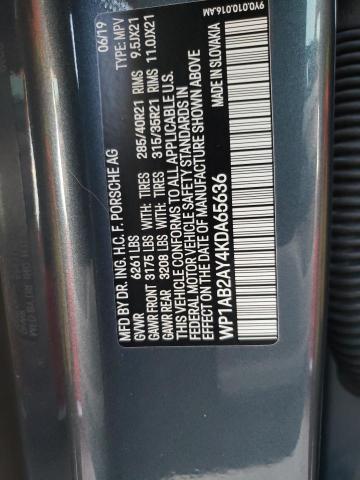 MFD BY DR. ING. H.C. F. PORSCHE AG 06/19
GVWR 6261 LBS TYPE: MPV
GAWR FRONT 3175 LBS WITH TIRES 285/40R21 RIMS 9.5JX21
GAWR REAR 3208 LBS WITH TIRES 315/35R21 RIMS 11.0JX21
THIS VEHICLE CONFORMS TO ALL APPLICABLE U.S.
FEDERAL MOTOR VEHICLE SAFETY STANDARDS IN EFFECT ON THE
DATE OF MANUFACTURE SHOWN ABOVE
WP1AB2AY4KDA65636
MADE IN SLOVAKIA
9Y0.010.016.AM